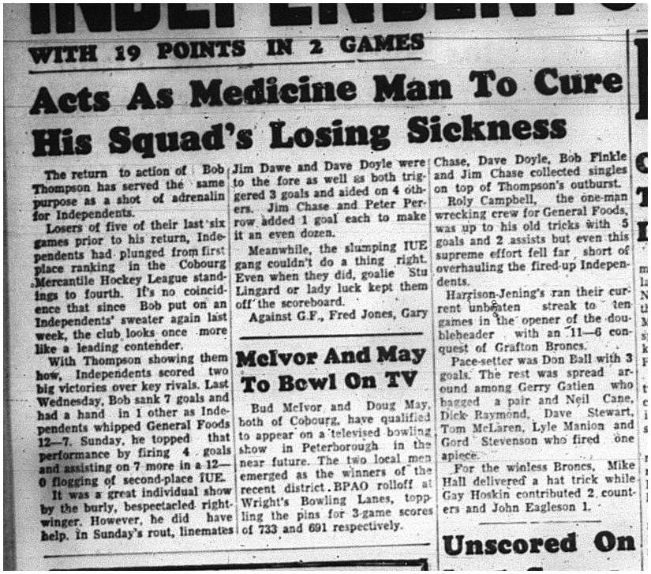 INDEPENDENTS
WITH 19 POINTS IN 2 GAMES
Acts As Medicine Man To Cure
His Squad's Losing Sickness
The return to action of Bob
Thompson has served the same
purpose as a shot of adrenalin
for Independents.
Losers of five of their last six
games prior to his return, Inde-
pendents had plunged from first
place ranking in the Cobourg
Mercantile Hockey League stand-
ings to fourth. It's no coincid-
ence that since Bob put on an
Independents' sweater again last
week, the club looks once more
like a leading contender.
With Thompson showing them
how, Independents scored two
big victories over key rivals. Last
Wednesday, Bob sank 7 goals and
had a hand in 1 other as Inde-
pendents whipped General Foods
12—7. Sunday, he topped that
performance by firing 4 goals
and assisting on 7 more in a 12—
0 flogging of second-place IUE.
It was a great individual show
by the burly, bespectacled right-
winger. However, he did have
help. In Sunday's rout, linemates
Jim Dawe and Dave Doyle were
to the fore as well as both trig-
gered 3 goals and aided on 4 oth-
ers. Jim Chase and Peter Per-
row added 1 goal each to make
it an even dozen.
Meanwhile, the slumping IUE
gang couldn't do a thing right.
Even when they did, goalie Stu
Lingard or lady luck kept them
off the scoreboard.
Against G.F., Fred Jones, Gary
McIvor And May
To Bowl On TV
Bud McIvor and Doug May,
both of Cobourg, have qualified
to appear on a televised bowling
show in Peterborough in the
near future. The two local men
emerged as the winners of the
recent district BPAO rolloff at
Wright's Bowling Lanes, topp-
ling the pins for 3-game scores
of 733 and 691 respectively.
Chase, Dave Doyle, Bob Finkle
and Jim Chase collected singles
on top of Thompson's outburst.
Roly Campbell, the one-man
wrecking crew for General Foods,
was up to his old tricks with 5
goals and 2 assists but even this
supreme effort fell far short of
overhauling the fired-up Indepen-
dents.
Harrison-Jening's ran their cur-
rent unbeaten streak to ten
games in the opener of the dou-
bleheader with an 11—6 con-
quest of Grafton Broncs.
Pace-setter was Don Ball with 3
goals. The rest was spread ar-
ound among Gerry Gatien who
bagged a pair and Neil Cane,
Dick Raymond, Dave Stewart,
Tom McLaren, Lyle Manion and
Gord Stevenson who fired one
apiece.
For the winless Broncs, Mike
Hall delivered a hat trick while
Gay Hoskin contributed 2 count-
ers and John Eagleson 1.
Unscored On